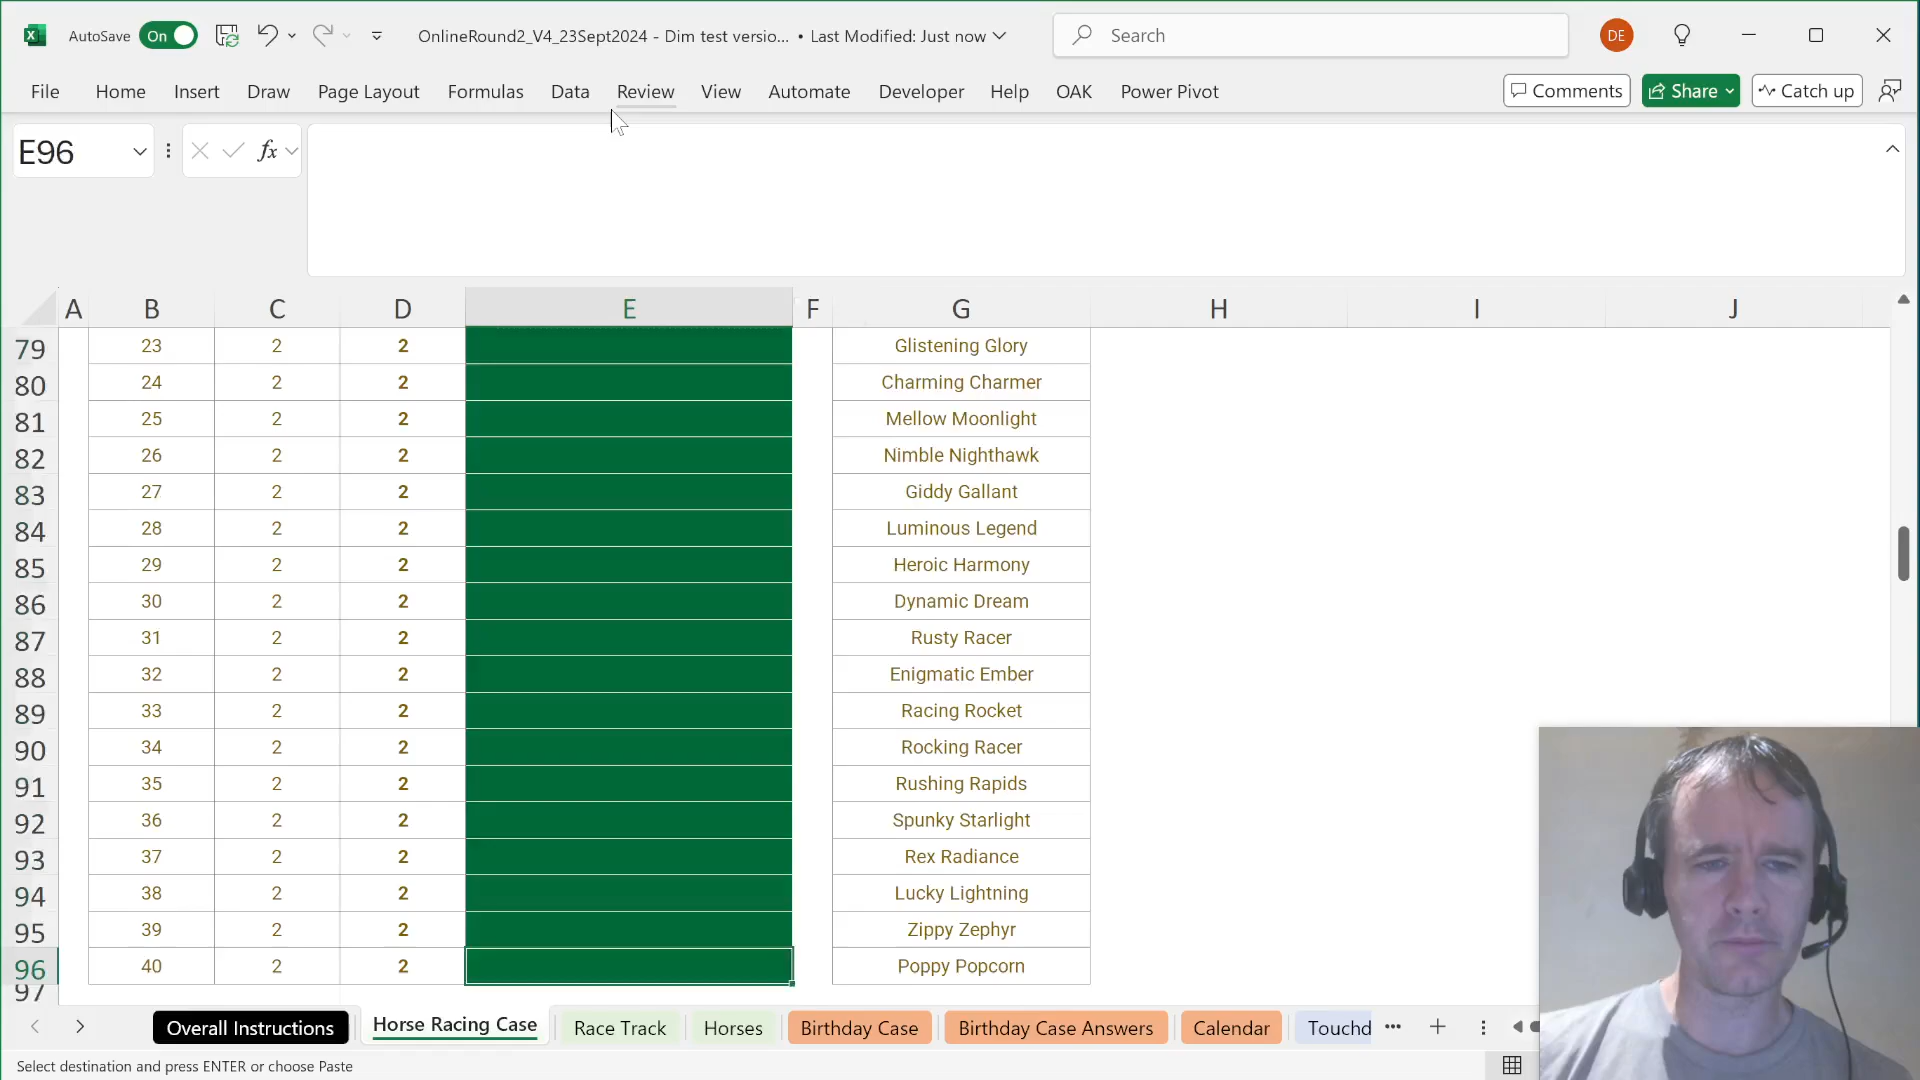 AutoSave On OnlineRound2_V4_23Sept2024 - Dim test versio... • Last Modified: Just now Search DE
File Home Insert Draw Page Layout Formulas Data Review View Automate Developer Help OAK Power Pivot Comments Share Catch up
E96 fx
A B C D E F G H I J
79 23 2 2 Glistening Glory
80 24 2 2 Charming Charmer
81 25 2 2 Mellow Moonlight
82 26 2 2 Nimble Nighthawk
83 27 2 2 Giddy Gallant
84 28 2 2 Luminous Legend
85 29 2 2 Heroic Harmony
86 30 2 2 Dynamic Dream
87 31 2 2 Rusty Racer
88 32 2 2 Enigmatic Ember
89 33 2 2 Racing Rocket
90 34 2 2 Rocking Racer
91 35 2 2 Rushing Rapids
92 36 2 2 Spunky Starlight
93 37 2 2 Rex Radiance
94 38 2 2 Lucky Lightning
95 39 2 2 Zippy Zephyr
96 40 2 2 Poppy Popcorn
97
Overall Instructions Horse Racing Case Race Track Horses Birthday Case Birthday Case Answers Calendar Touchd
Select destination and press ENTER or choose Paste